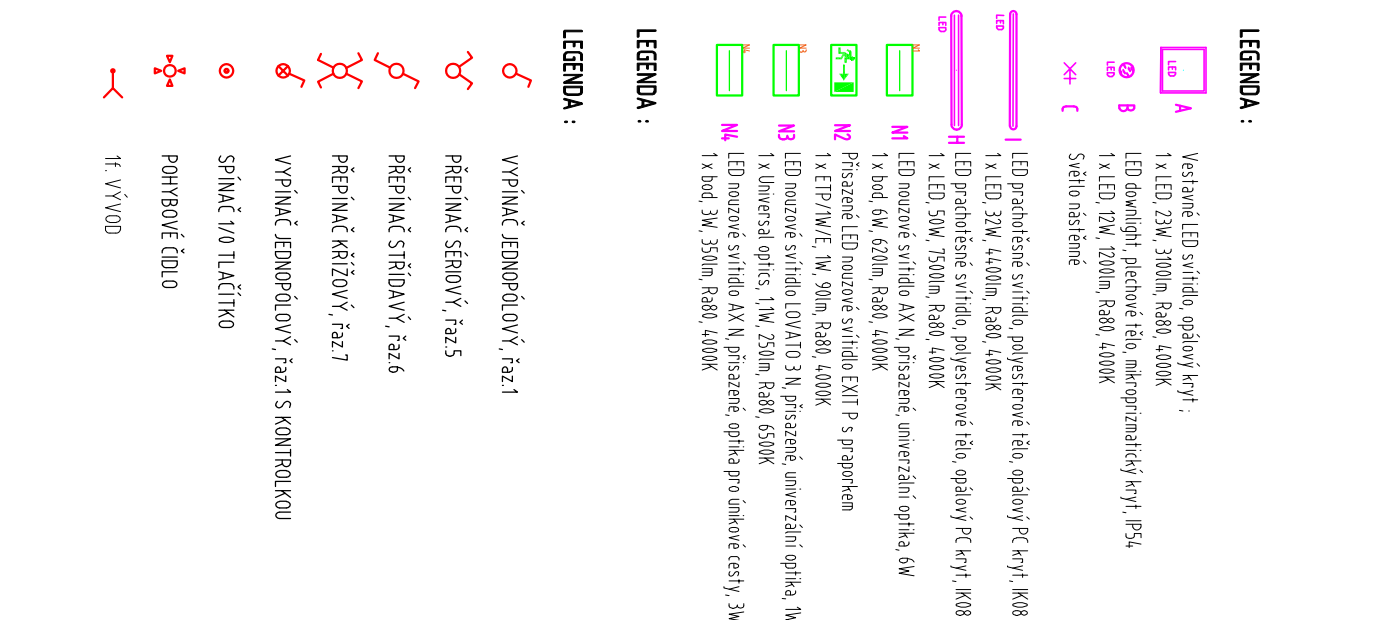 LEGENDA :
LED
A
Vestavné LED svítidlo, opálový kryt ;
1 x LED, 23W, 3100lm, Ra80, 4000K
LED
B
LED downlight, plechové tělo, mikroprizmatický kryt, IP54
1 x LED, 12W, 1200lm, Ra80, 4000K
C
Světlo nástěnné
LED
I
LED prachotěsné svítidlo, polyesterové tělo, opálový PC kryt, IK08
1 x LED, 32W, 4400lm, Ra80, 4000K
LED
H
LED prachotěsné svítidlo, polyesterové tělo, opálový PC kryt, IK08
1 x LED, 50W, 7500lm, Ra80, 4000K
N1
N1
LED nouzové svítidlo AX N, přisazené, univerzální optika, 6W
1 x bod, 6W, 620lm, Ra80, 4000K
N2
Přisazené LED nouzové svítidlo EXIT P s praporkem
1 x ETP/1W/E, 1W, 90lm, Ra80, 4000K
N3
N3
LED nouzové svítidlo LOVATO 3 N, přisazené, univerzální optika, 1W
1 x Universal optics, 1,1W, 250lm, Ra80, 6500K
N4
N4
LED nouzové svítidlo AX N, přisazené, optika pro únikové cesty, 3W
1 x bod, 3W, 350lm, Ra80, 4000K
LEGENDA :
LEGENDA :
VYPÍNAČ JEDNOPÓLOVÝ, řaz.1
PŘEPÍNAČ SÉRIOVÝ, řaz.5
PŘEPÍNAČ STŘÍDAVÝ, řaz.6
PŘEPÍNAČ KŘÍŽOVÝ, řaz.7
VYPÍNAČ JEDNOPÓLOVÝ, řaz.1 S KONTROLKOU
SPÍNAČ 1/0 TLAČÍTKO
POHYBOVÉ ČIDLO
1f. VÝVOD